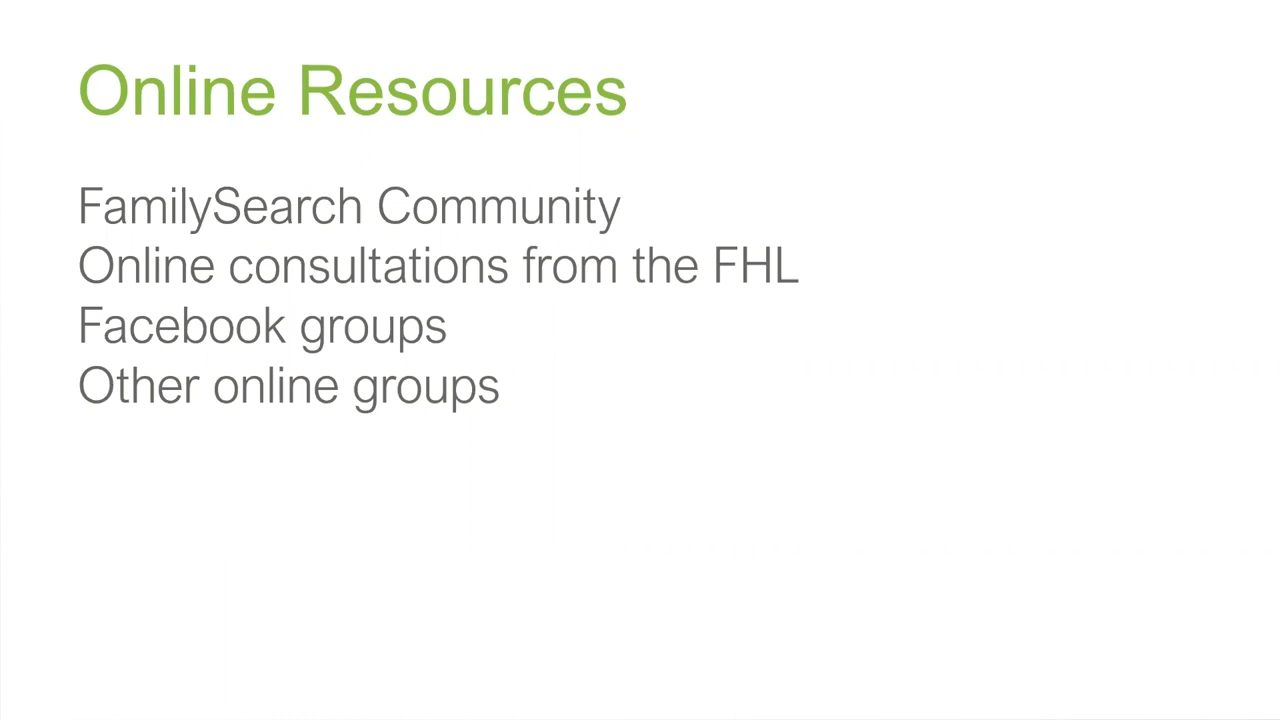 Online Resources
FamilySearch Community
Online consultations from the FHL
Facebook groups
Other online groups